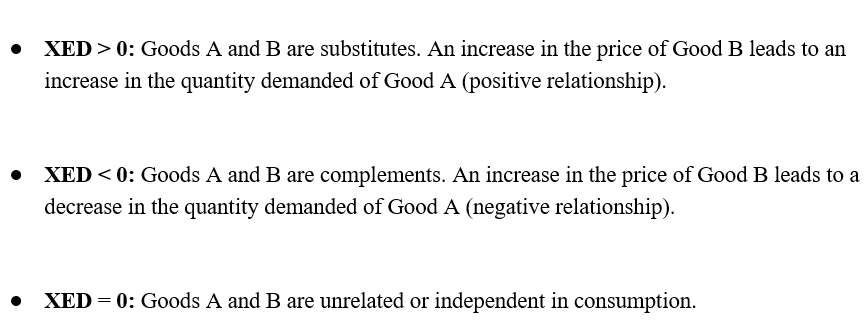 ● XED > 0: Goods A and B are substitutes. An increase in the price of Good B leads to an
increase in the quantity demanded of Good A (positive relationship).
● XED < 0: Goods A and B are complements. An increase in the price of Good B leads to a
decrease in the quantity demanded of Good A (negative relationship).
● XED = 0: Goods A and B are unrelated or independent in consumption.